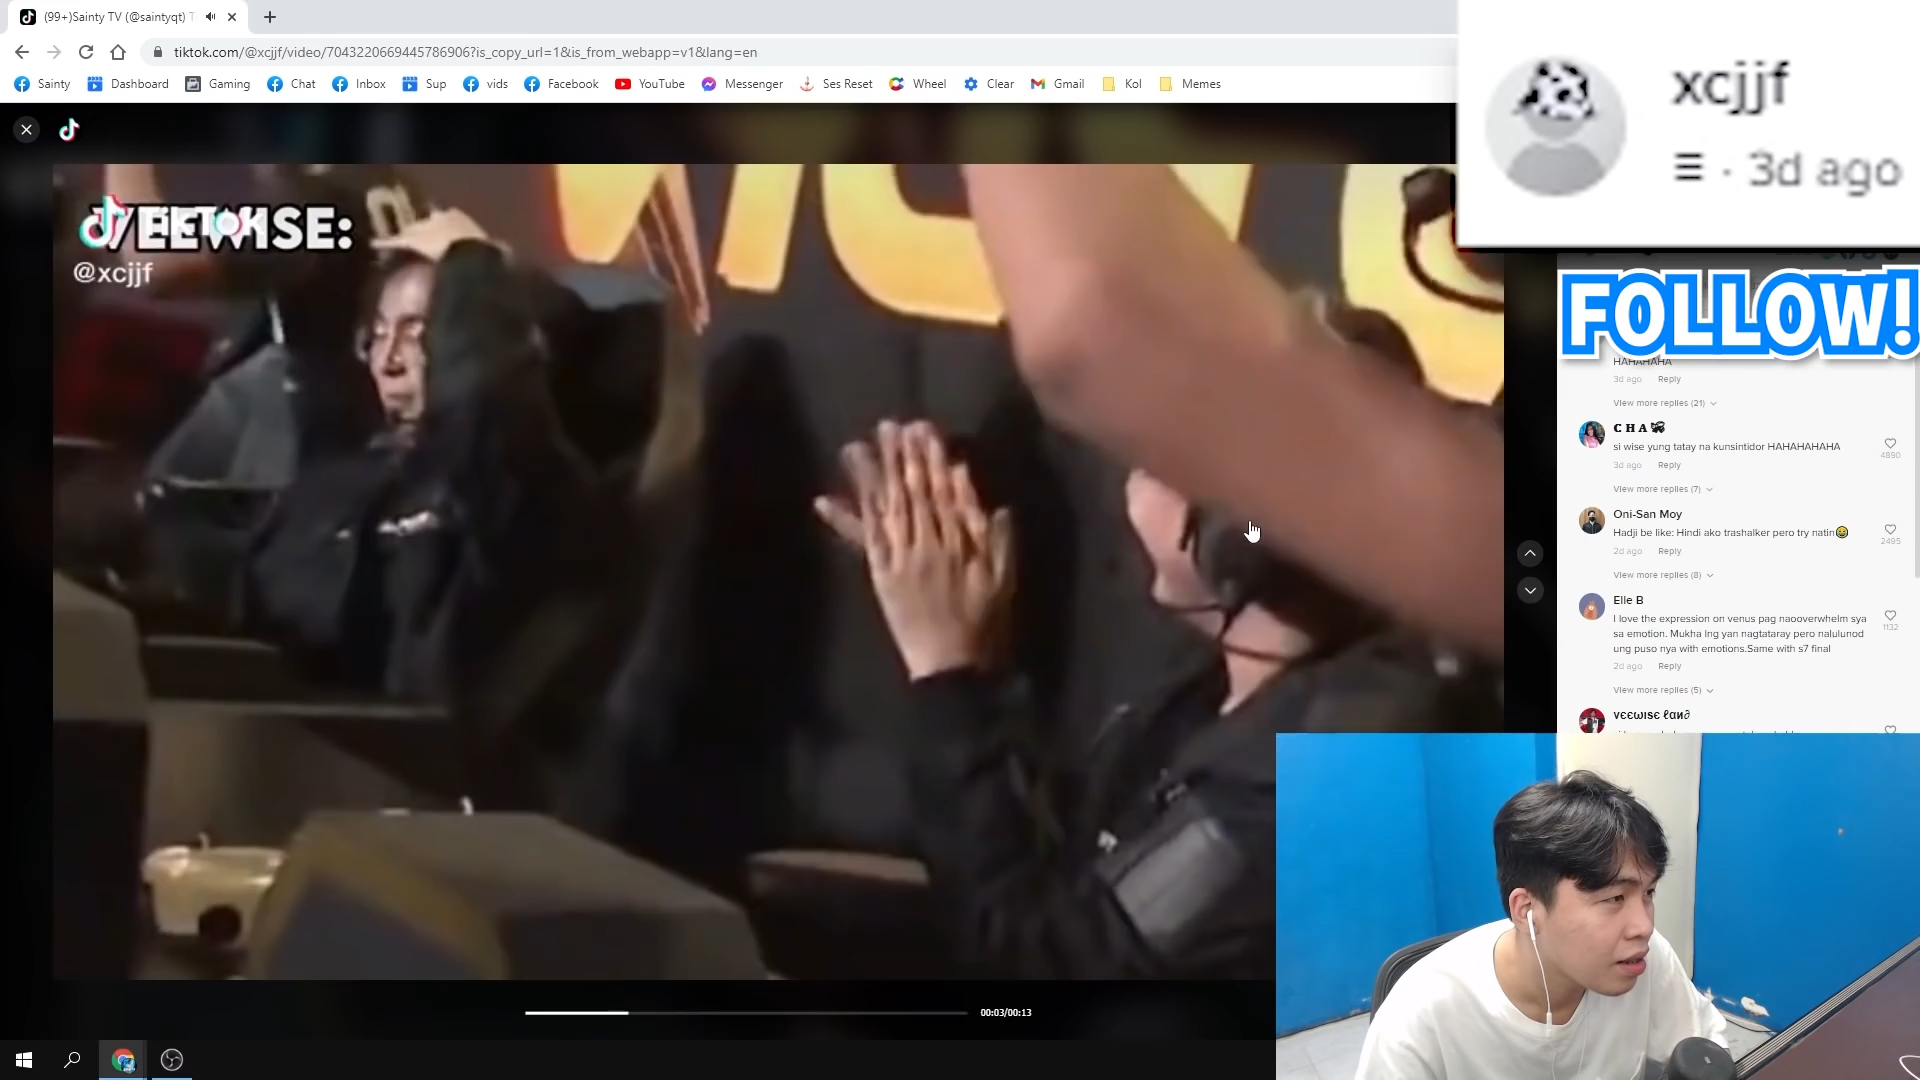 (99+)Sainty TV (@saintyqt) T
tiktok.com/@xcjjf/video/7043220669445786906?is_copy_url=1&is_from_webapp=v1&lang=en
Sainty Dashboard Gaming Chat Inbox Sup vids Facebook YouTube Messenger Ses Reset Wheel Clear Gmail Kol Memes
xcjjf
· 3d ago
TikTok
VEEWISE:
@xcjjf
FOLLOW!
HAHAHAHA
3d ago Reply
View more replies (21)
C H A
si wise yung tatay na kunsintidor HAHAHAHAHA
4890
3d ago Reply
View more replies (7)
Oni-San Moy
Hadji be like: Hindi ako trashalker pero try natin😂
2495
2d ago Reply
View more replies (8)
Elle B
I love the expression on venus pag naooverwhelm sya
sa emotion. Mukha lng yan nagtataray pero nalulunod
ung puso nya with emotions.Same with s7 final
1132
2d ago Reply
View more replies (5)
νєєωιѕє ℓαи∂
00:03/00:13